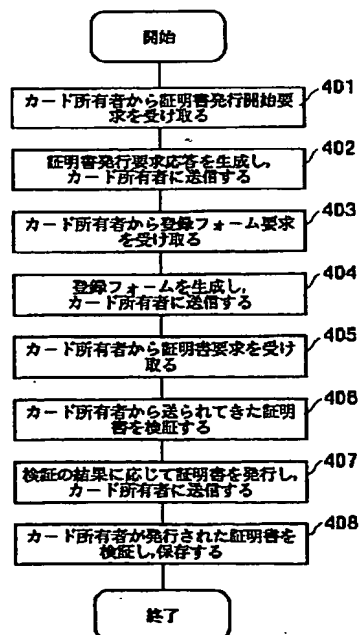 開始
401
カード所有者から証明書発行開始要
求を受け取る
402
証明書発行要求応答を生成し,
カード所有者に送信する
403
カード所有者から登録フォーム要求
を受け取る
404
登録フォームを生成し,
カード所有者に送信する
405
カード所有者から証明書要求を受け
取る
406
カード所有者から送られてきた証明
書を検証する
407
検証の結果に応じて証明書を発行し,
カード所有者に送信する
408
カード所有者が発行された証明書を
検証し,保存する
終了